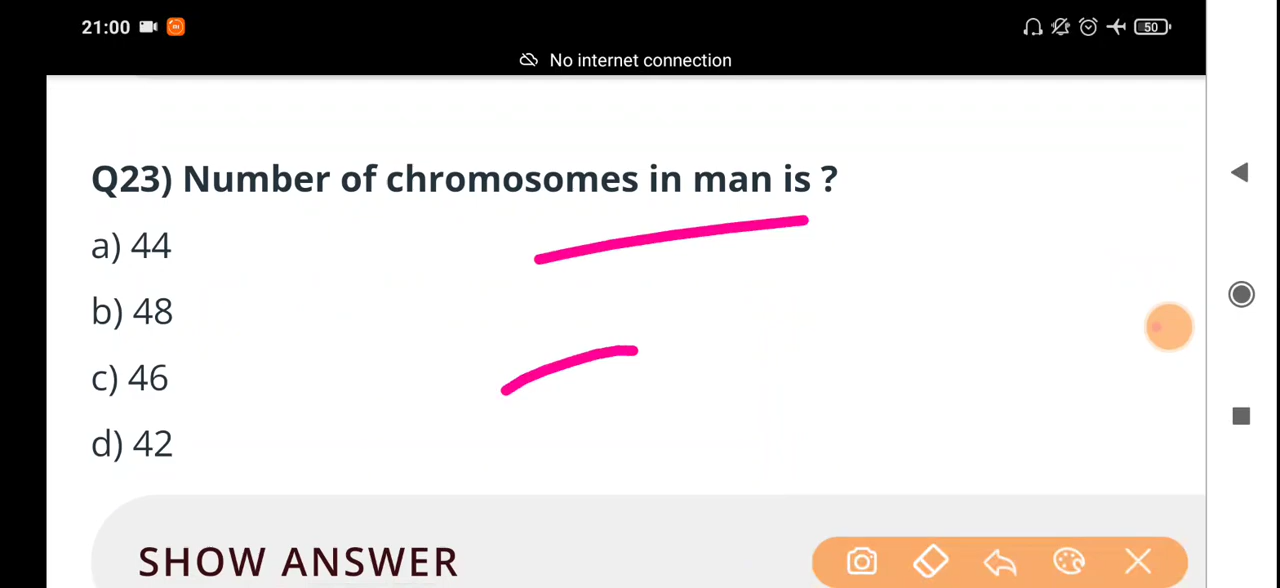 21:00
50
No internet connection
Q23) Number of chromosomes in man is ?
a) 44
b) 48
c) 46
d) 42
SHOW ANSWER